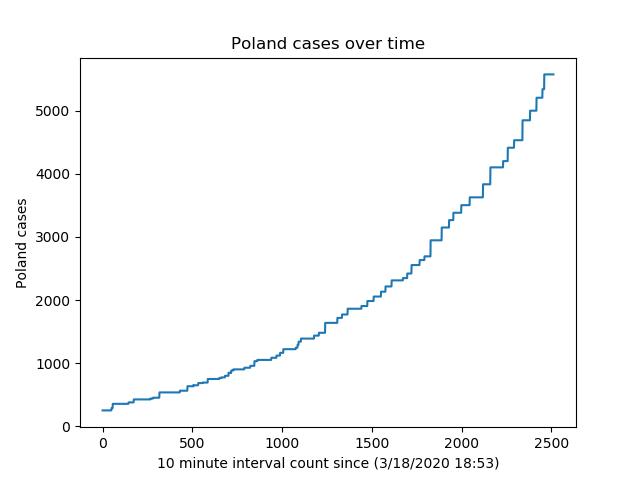 Poland cases over time
Poland cases
5000
4000
3000
2000
1000
0
0 500 1000 1500 2000 2500
10 minute interval count since (3/18/2020 18:53)